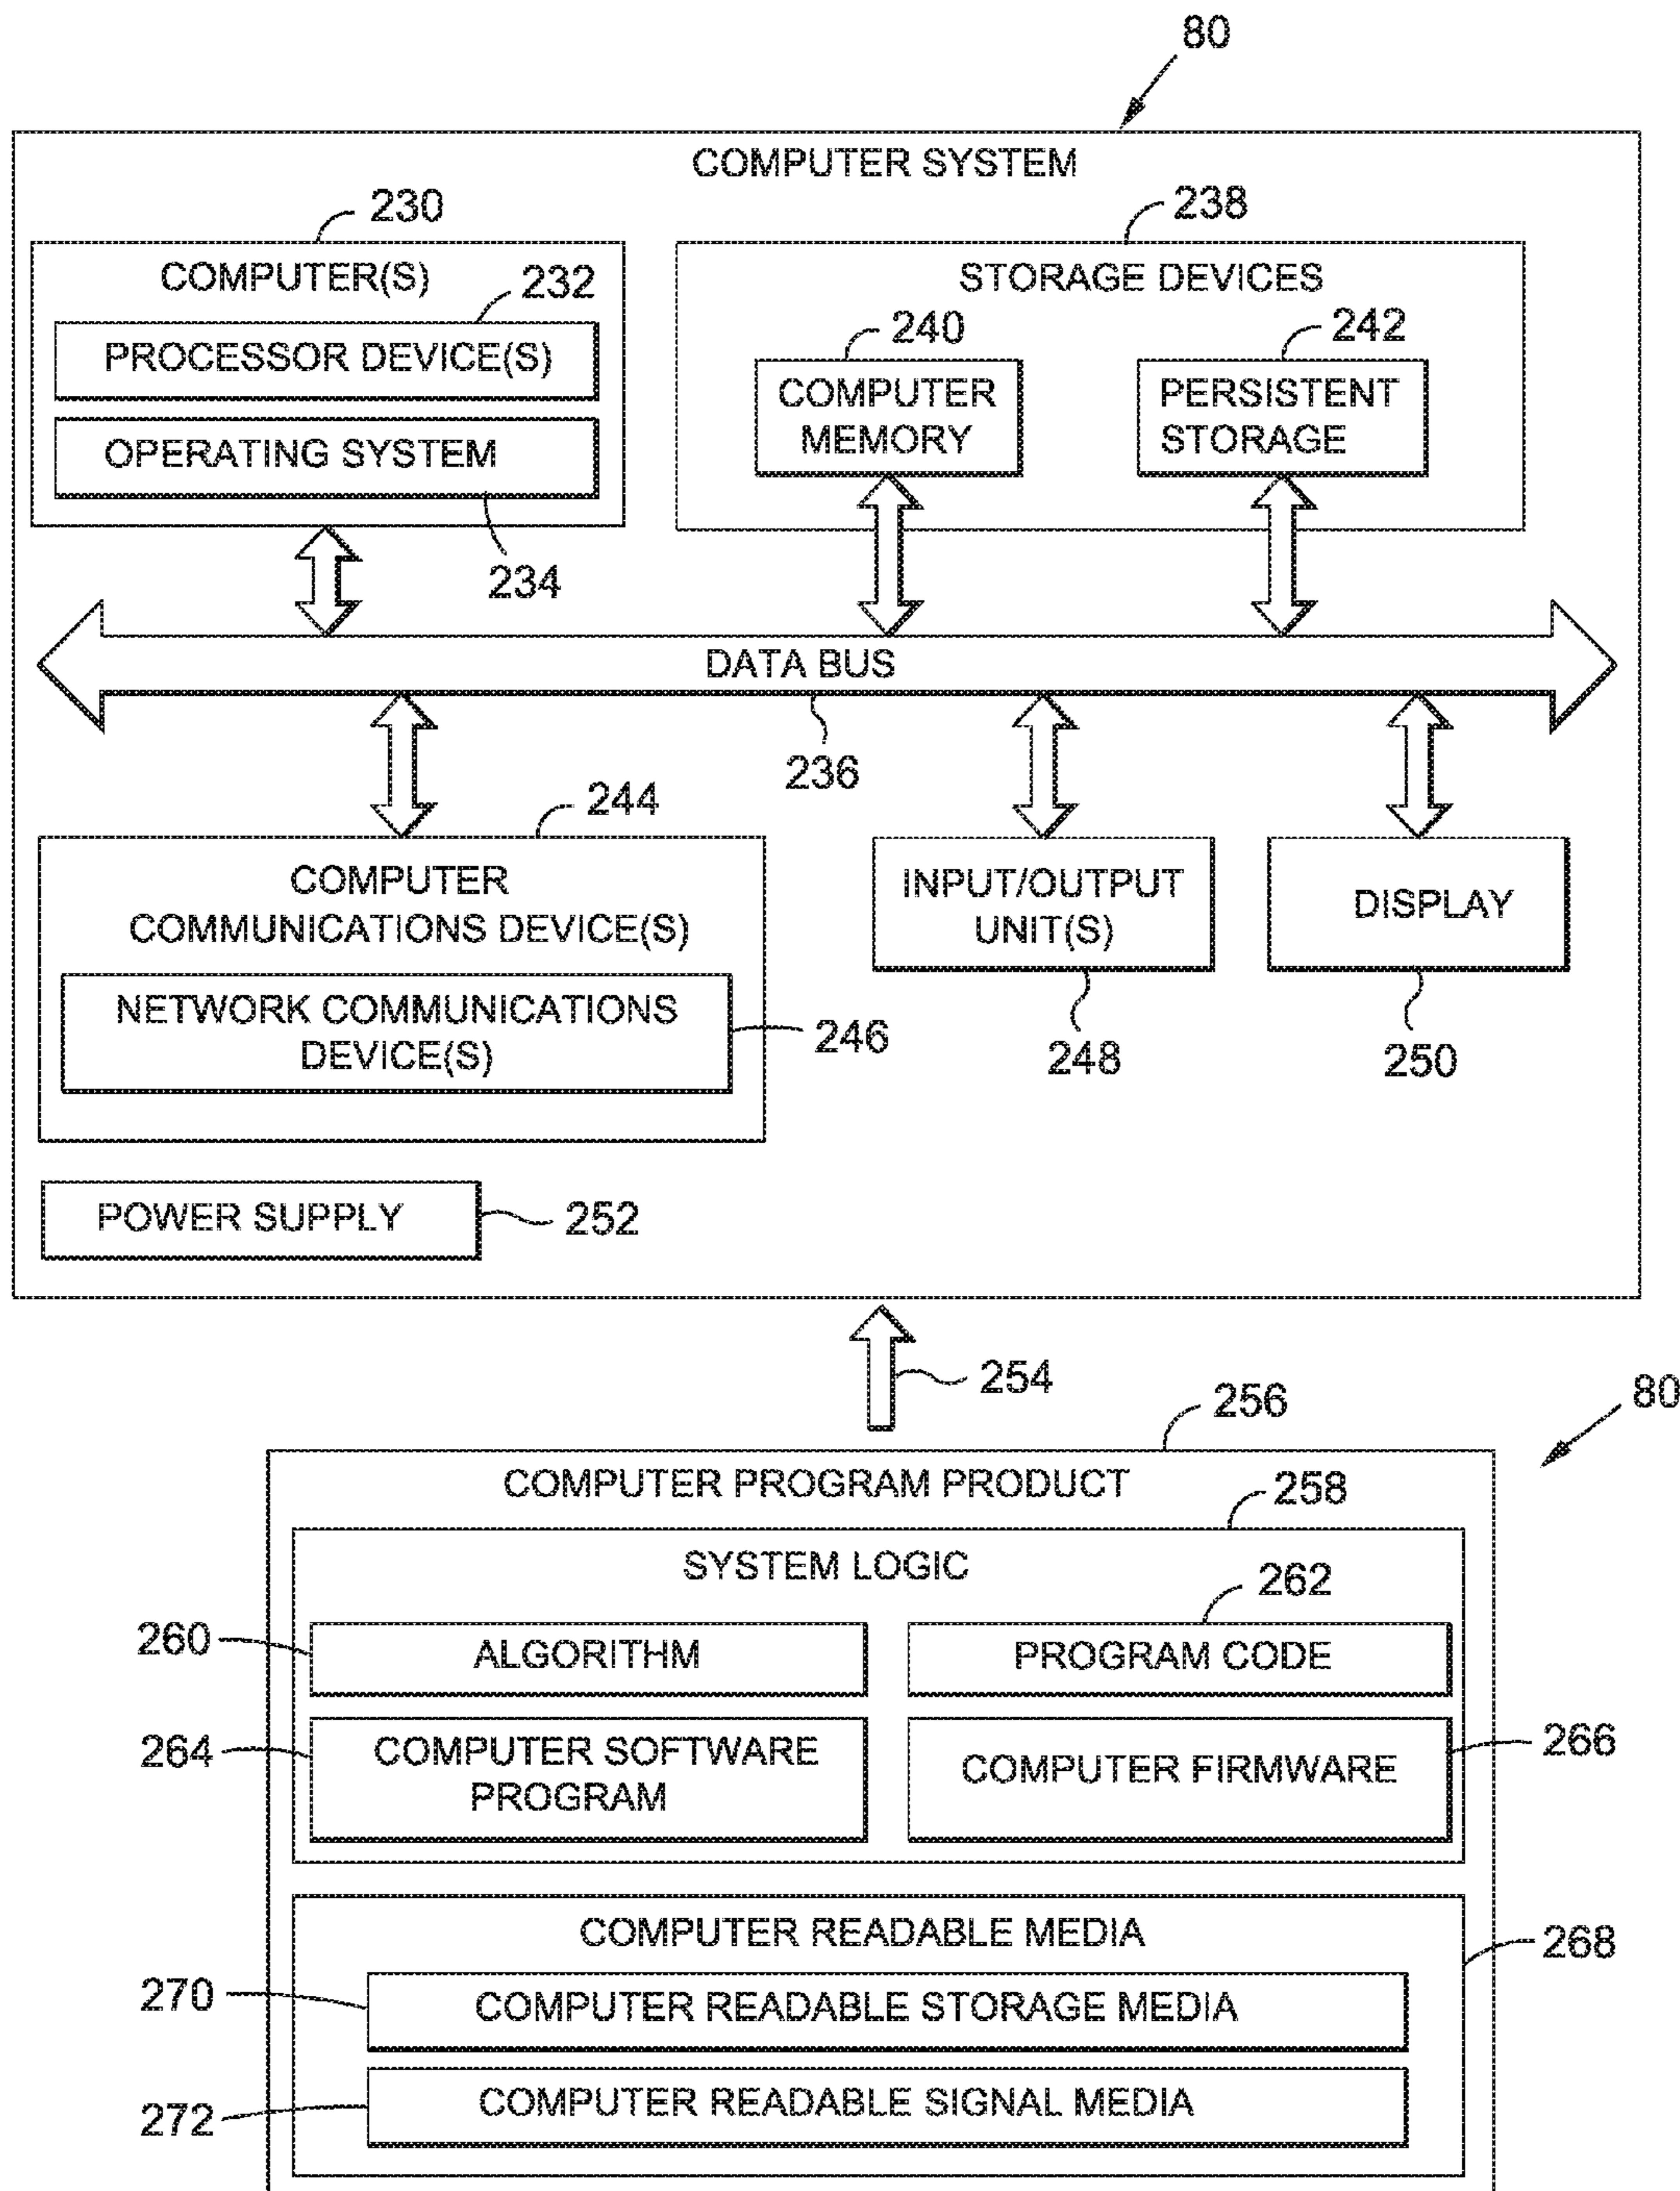 80
COMPUTER SYSTEM
230
238
COMPUTER(S)
232
STORAGE DEVICES
PROCESSOR DEVICE(S)
240
242
COMPUTER
MEMORY
PERSISTENT
STORAGE
OPERATING SYSTEM
234
DATA BUS
236
244
COMPUTER
COMMUNICATIONS DEVICE(S)
INPUT/OUTPUT
UNIT(S)
DISPLAY
NETWORK COMMUNICATIONS
DEVICE(S)
246
248
250
POWER SUPPLY
252
254
80
256
COMPUTER PROGRAM PRODUCT
258
SYSTEM LOGIC
262
260
ALGORITHM
PROGRAM CODE
264
COMPUTER SOFTWARE
PROGRAM
COMPUTER FIRMWARE
266
COMPUTER READABLE MEDIA
268
270
COMPUTER READABLE STORAGE MEDIA
272
COMPUTER READABLE SIGNAL MEDIA